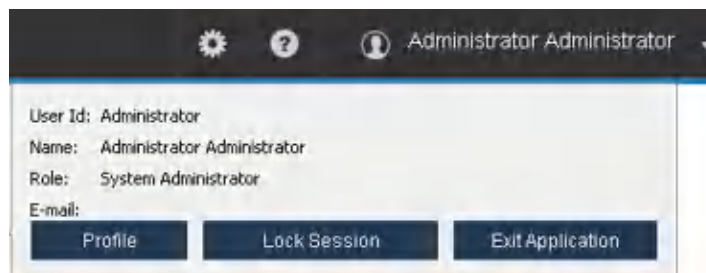 Administrator Administrator
User Id: Administrator
Name: Administrator Administrator
Role: System Administrator
E-mail:
Profile Lock Session Exit Application